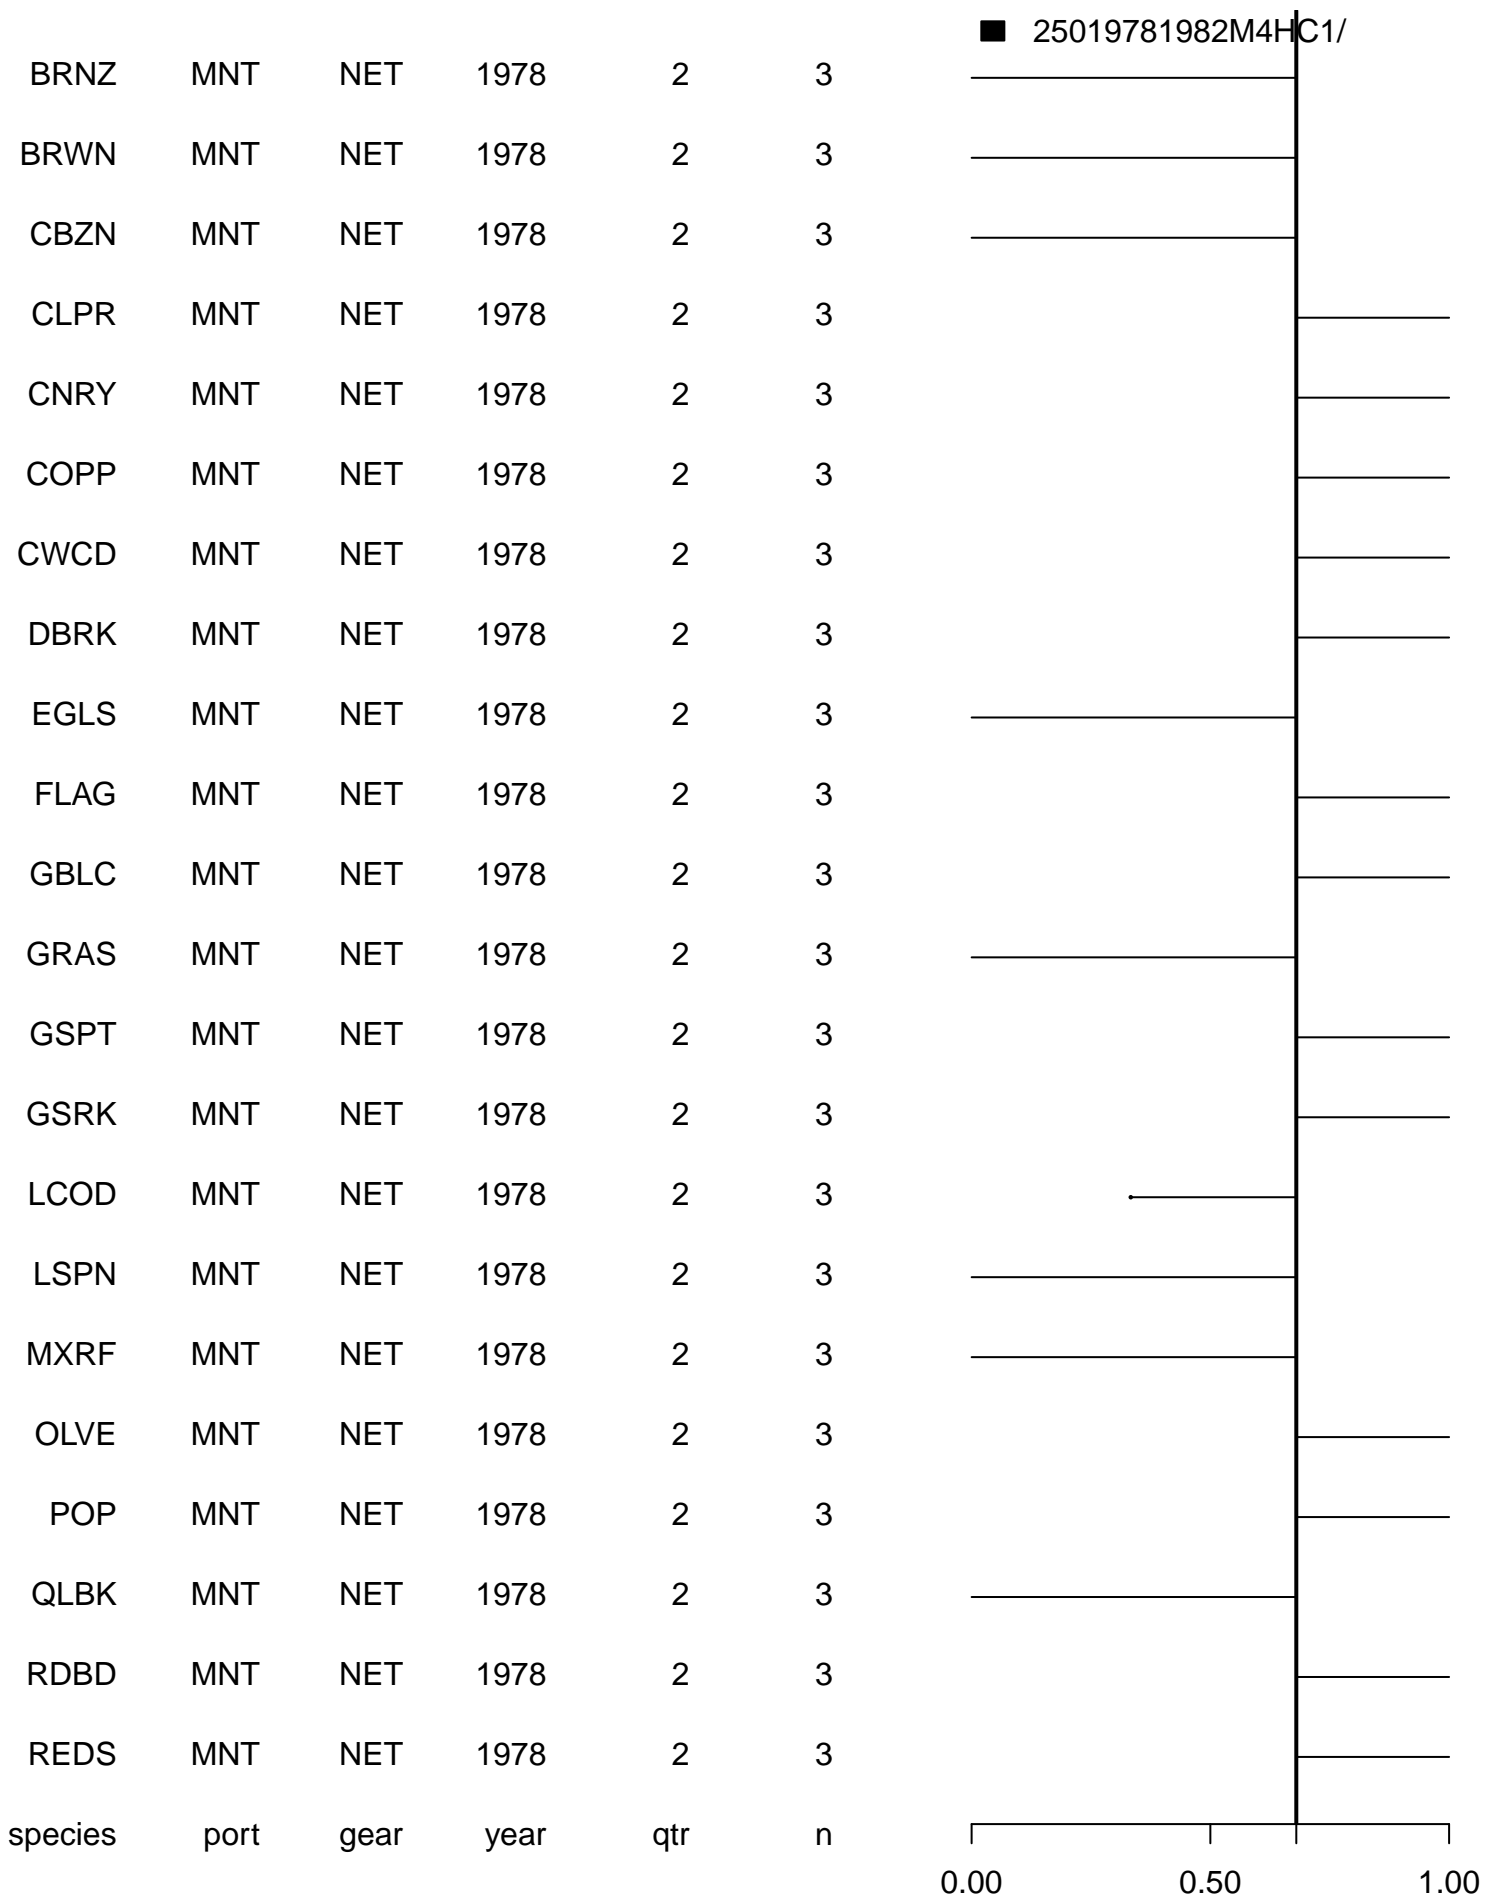 25019781982M4HC1/
BRNZ MNT NET 1978 2 3
BRWN MNT NET 1978 2 3
CBZN MNT NET 1978 2 3
CLPR MNT NET 1978 2 3
CNRY MNT NET 1978 2 3
COPP MNT NET 1978 2 3
CWCD MNT NET 1978 2 3
DBRK MNT NET 1978 2 3
EGLS MNT NET 1978 2 3
FLAG MNT NET 1978 2 3
GBLC MNT NET 1978 2 3
GRAS MNT NET 1978 2 3
GSPT MNT NET 1978 2 3
GSRK MNT NET 1978 2 3
LCOD MNT NET 1978 2 3
LSPN MNT NET 1978 2 3
MXRF MNT NET 1978 2 3
OLVE MNT NET 1978 2 3
POP MNT NET 1978 2 3
QLBK MNT NET 1978 2 3
RDBD MNT NET 1978 2 3
REDS MNT NET 1978 2 3
species port gear year qtr n
0.00 0.50 1.00